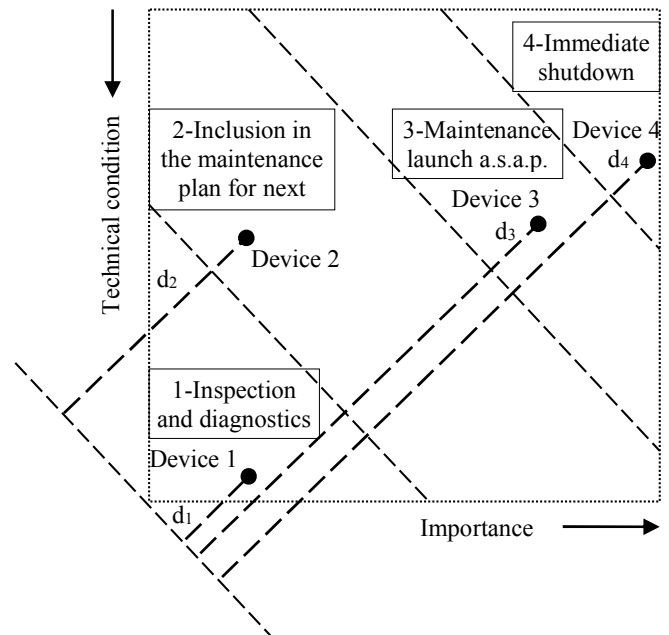 4-Immediate
shutdown
2-Inclusion in
the maintenance
plan for next
3-Maintenance
launch a.s.a.p.
Device 4
d4
Device 3
d3
Technical condition
Device 2
d2
1-Inspection
and diagnostics
Device 1
d1
Importance